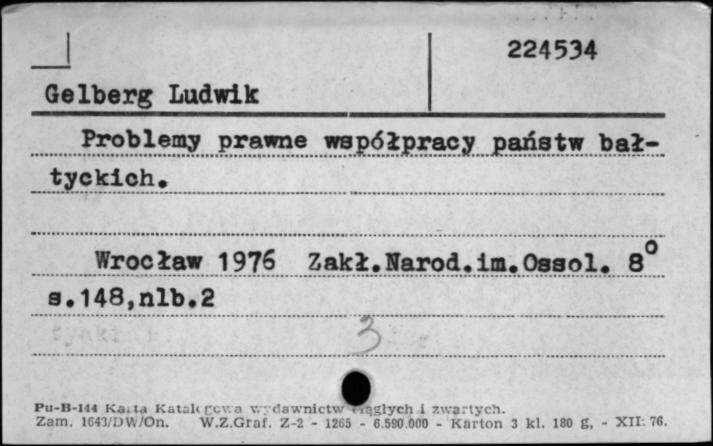 224534
Gelberg Ludwik
Problemy prawne współpracy państw bał-
tyckich.
Wrocław 1976 Zakł.Narod.im.Ossol. 8°
s.148,nlb.2
3
Pu-B-144 Karta Katalogowa wydawnictw ciągłych i zwartych.
Zam. 1643/DW/On. W.Z.Graf. Z-2 - 1265 - 6.590.000 - Karton 3 kl. 180 g, - XII. 76.